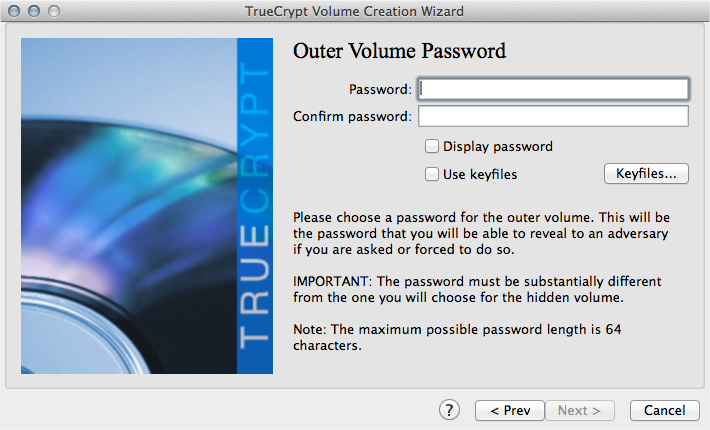 TrueCrypt Volume Creation Wizard
TRUECRYPT
Outer Volume Password
Password:
Confirm password:
Display password
Use keyfiles
Keyfiles...
Please choose a password for the outer volume. This will be
the password that you will be able to reveal to an adversary
if you are asked or forced to do so.
IMPORTANT: The password must be substantially different
from the one you will choose for the hidden volume.
Note: The maximum possible password length is 64
characters.
?
< Prev
Next >
Cancel